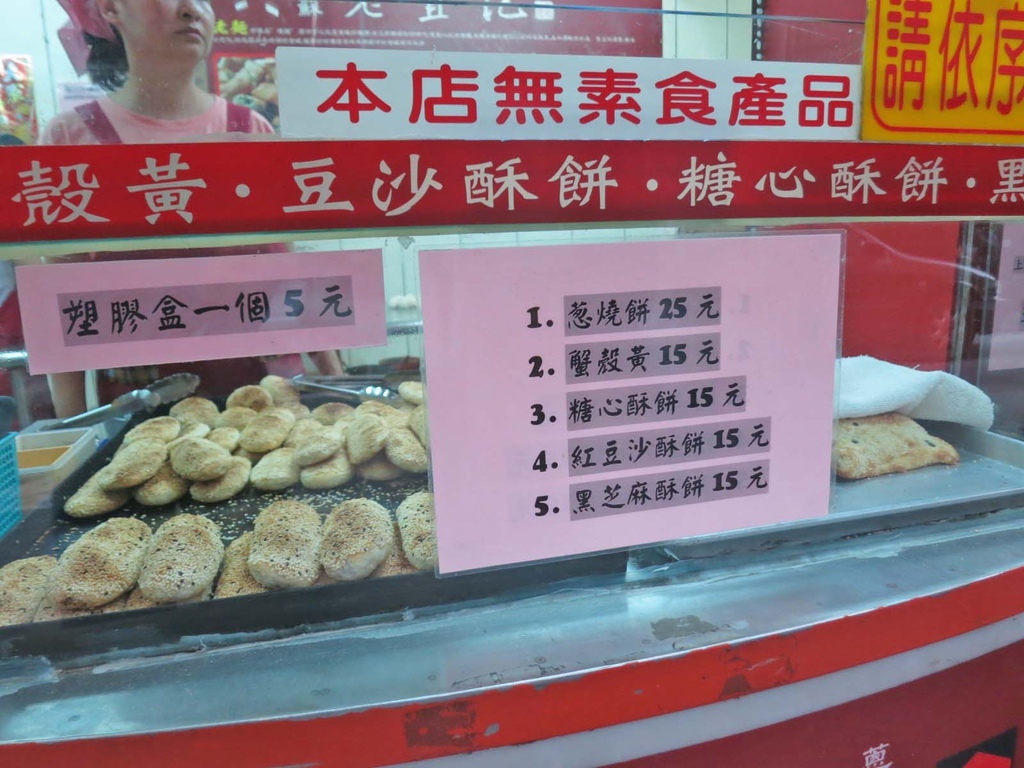 本店無素食產品
請依序
殼黃·豆沙酥餅·糖心酥餅·黑
塑膠盒一個 5 元
1. 蔥燒餅 25 元
2. 蟹殼黃 15 元
3. 糖心酥餅 15 元
4. 紅豆沙酥餅 15 元
5. 黑芝麻酥餅 15 元
蔥